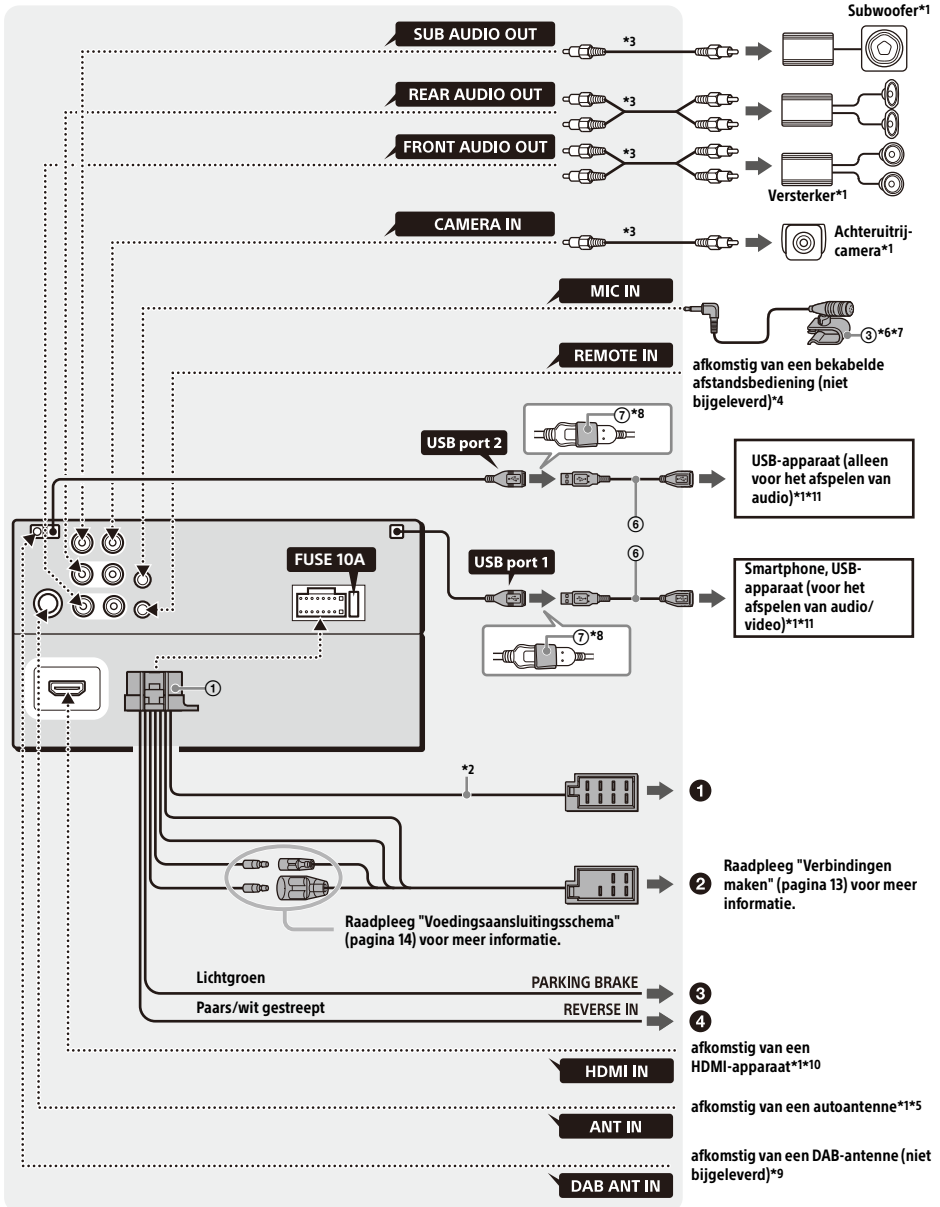 Subwoofer*1
SUB AUDIO OUT
*3
REAR AUDIO OUT
*3
FRONT AUDIO OUT
*3
Versterker*1
CAMERA IN
*3
Achteruitrij-
camera*1
MIC IN
③*6*7
REMOTE IN
afkomstig van een bekabelde
afstandsbediening (niet
bijgeleverd)*4
⑦*8
USB port 2
USB-apparaat (alleen
voor het afspelen van
audio)*1*11
⑥
FUSE 10A
USB port 1
⑥
Smartphone, USB-
apparaat (voor het
afspelen van audio/
video)*1*11
⑦*8
①
*2
❶
❷
Raadpleeg "Verbindingen
maken" (pagina 13) voor meer
informatie.
Raadpleeg "Voedingsaansluitingsschema"
(pagina 14) voor meer informatie.
Lichtgroen
PARKING BRAKE
❸
Paars/wit gestreept
REVERSE IN
❹
afkomstig van een
HDMI-apparaat*1*10
HDMI IN
afkomstig van een autoantenne*1*5
ANT IN
afkomstig van een DAB-antenne (niet
bijgeleverd)*9
DAB ANT IN